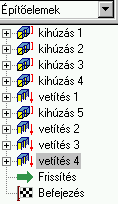 Építőelemek
kihúzás 1
kihúzás 2
kihúzás 3
kihúzás 4
vetítés 1
kihúzás 5
vetítés 2
vetítés 3
vetítés 4
Frissítés
Befejezés